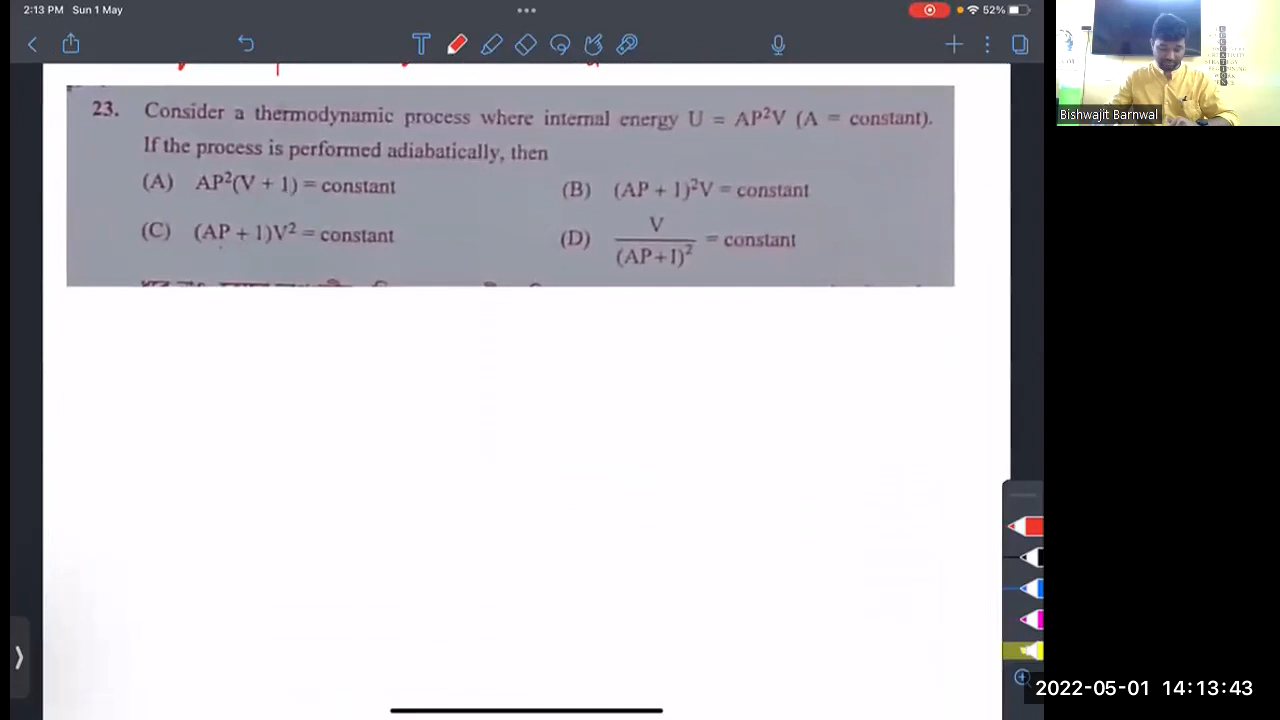 2:13 PM Sun 1 May
52%
23. Consider a thermodynamic process where internal energy U = AP²V (A = constant).
If the process is performed adiabatically, then
(A) AP²(V + 1) = constant
(B) (AP + 1)²V = constant
(C) (AP + 1)V² = constant
(D) V/(AP+1)² = constant
Bishwajit Barnwal
2022-05-01 14:13:43